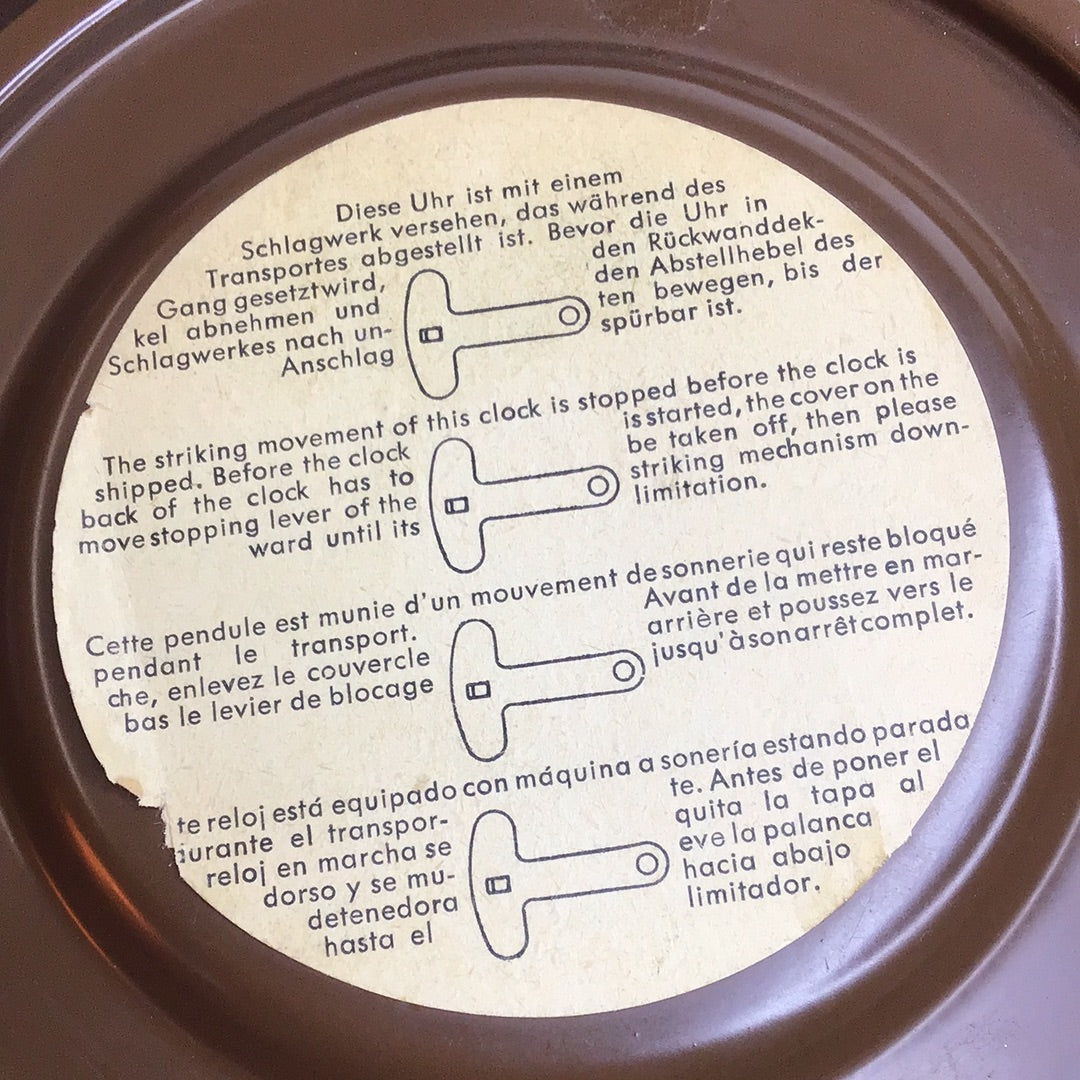 Diese Uhr ist mit einem
Schlagwerk versehen, das während des
Transportes abgestellt ist. Bevor die Uhr in
Gang gesetztwird, den Rückwanddek-
kel abnehmen und den Abstellhebel des
Schlagwerkes nach un- ten bewegen, bis der
Anschlag spürbar ist.
The striking movement of this clock is stopped before the clock is
shipped. Before the clock is started, the cover on the
back of the clock has to be taken off, then please
move stopping lever of the striking mechanism down-
ward until its limitation.
Cette pendule est munie d'un mouvement de sonnerie qui reste bloqué
pendant le transport. Avant de la mettre en mar-
che, enlevez le couvercle arrière et poussez vers le
bas le levier de blocage jusqu'à son arrêt complet.
te reloj está equipado con máquina a sonería estando parada
durante el transpor- te. Antes de poner el
reloj en marcha se quita la tapa al
dorso y se mu- eve la palanca
detenedora hacia abajo
hasta el limitador.